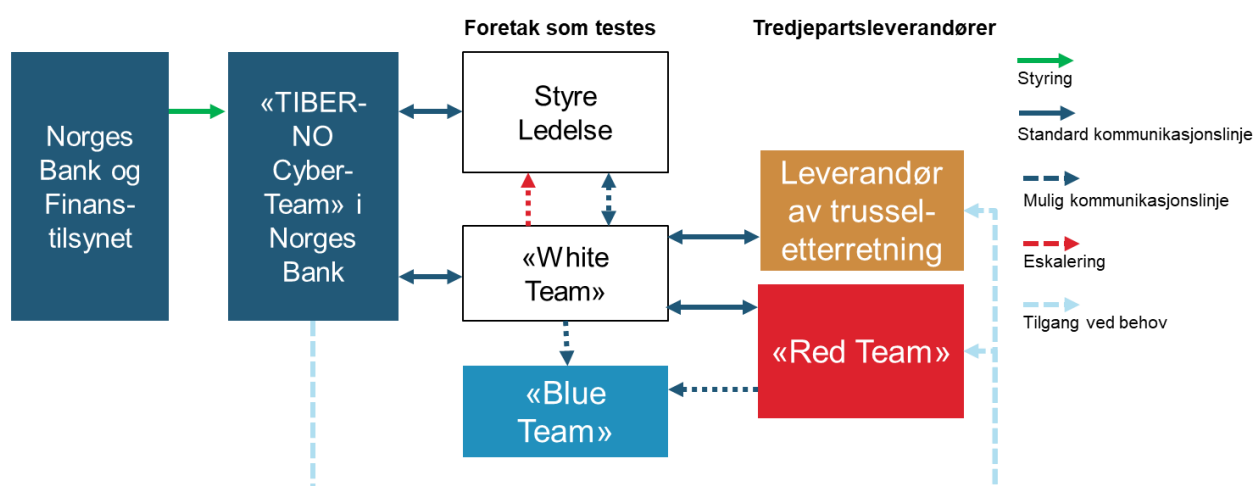 Foretak som testes
Tredjepartsleverandører
Norges
Bank og
Finans-
tilsynet
«TIBER-
NO
Cyber-
Team» i
Norges
Bank
Styre
Ledelse
«White
Team»
«Blue
Team»
Leverandør
av trussel-
etterretning
«Red Team»
Styring
Standard kommunikasjonslinje
Mulig kommunikasjonslinje
Eskalering
Tilgang ved behov